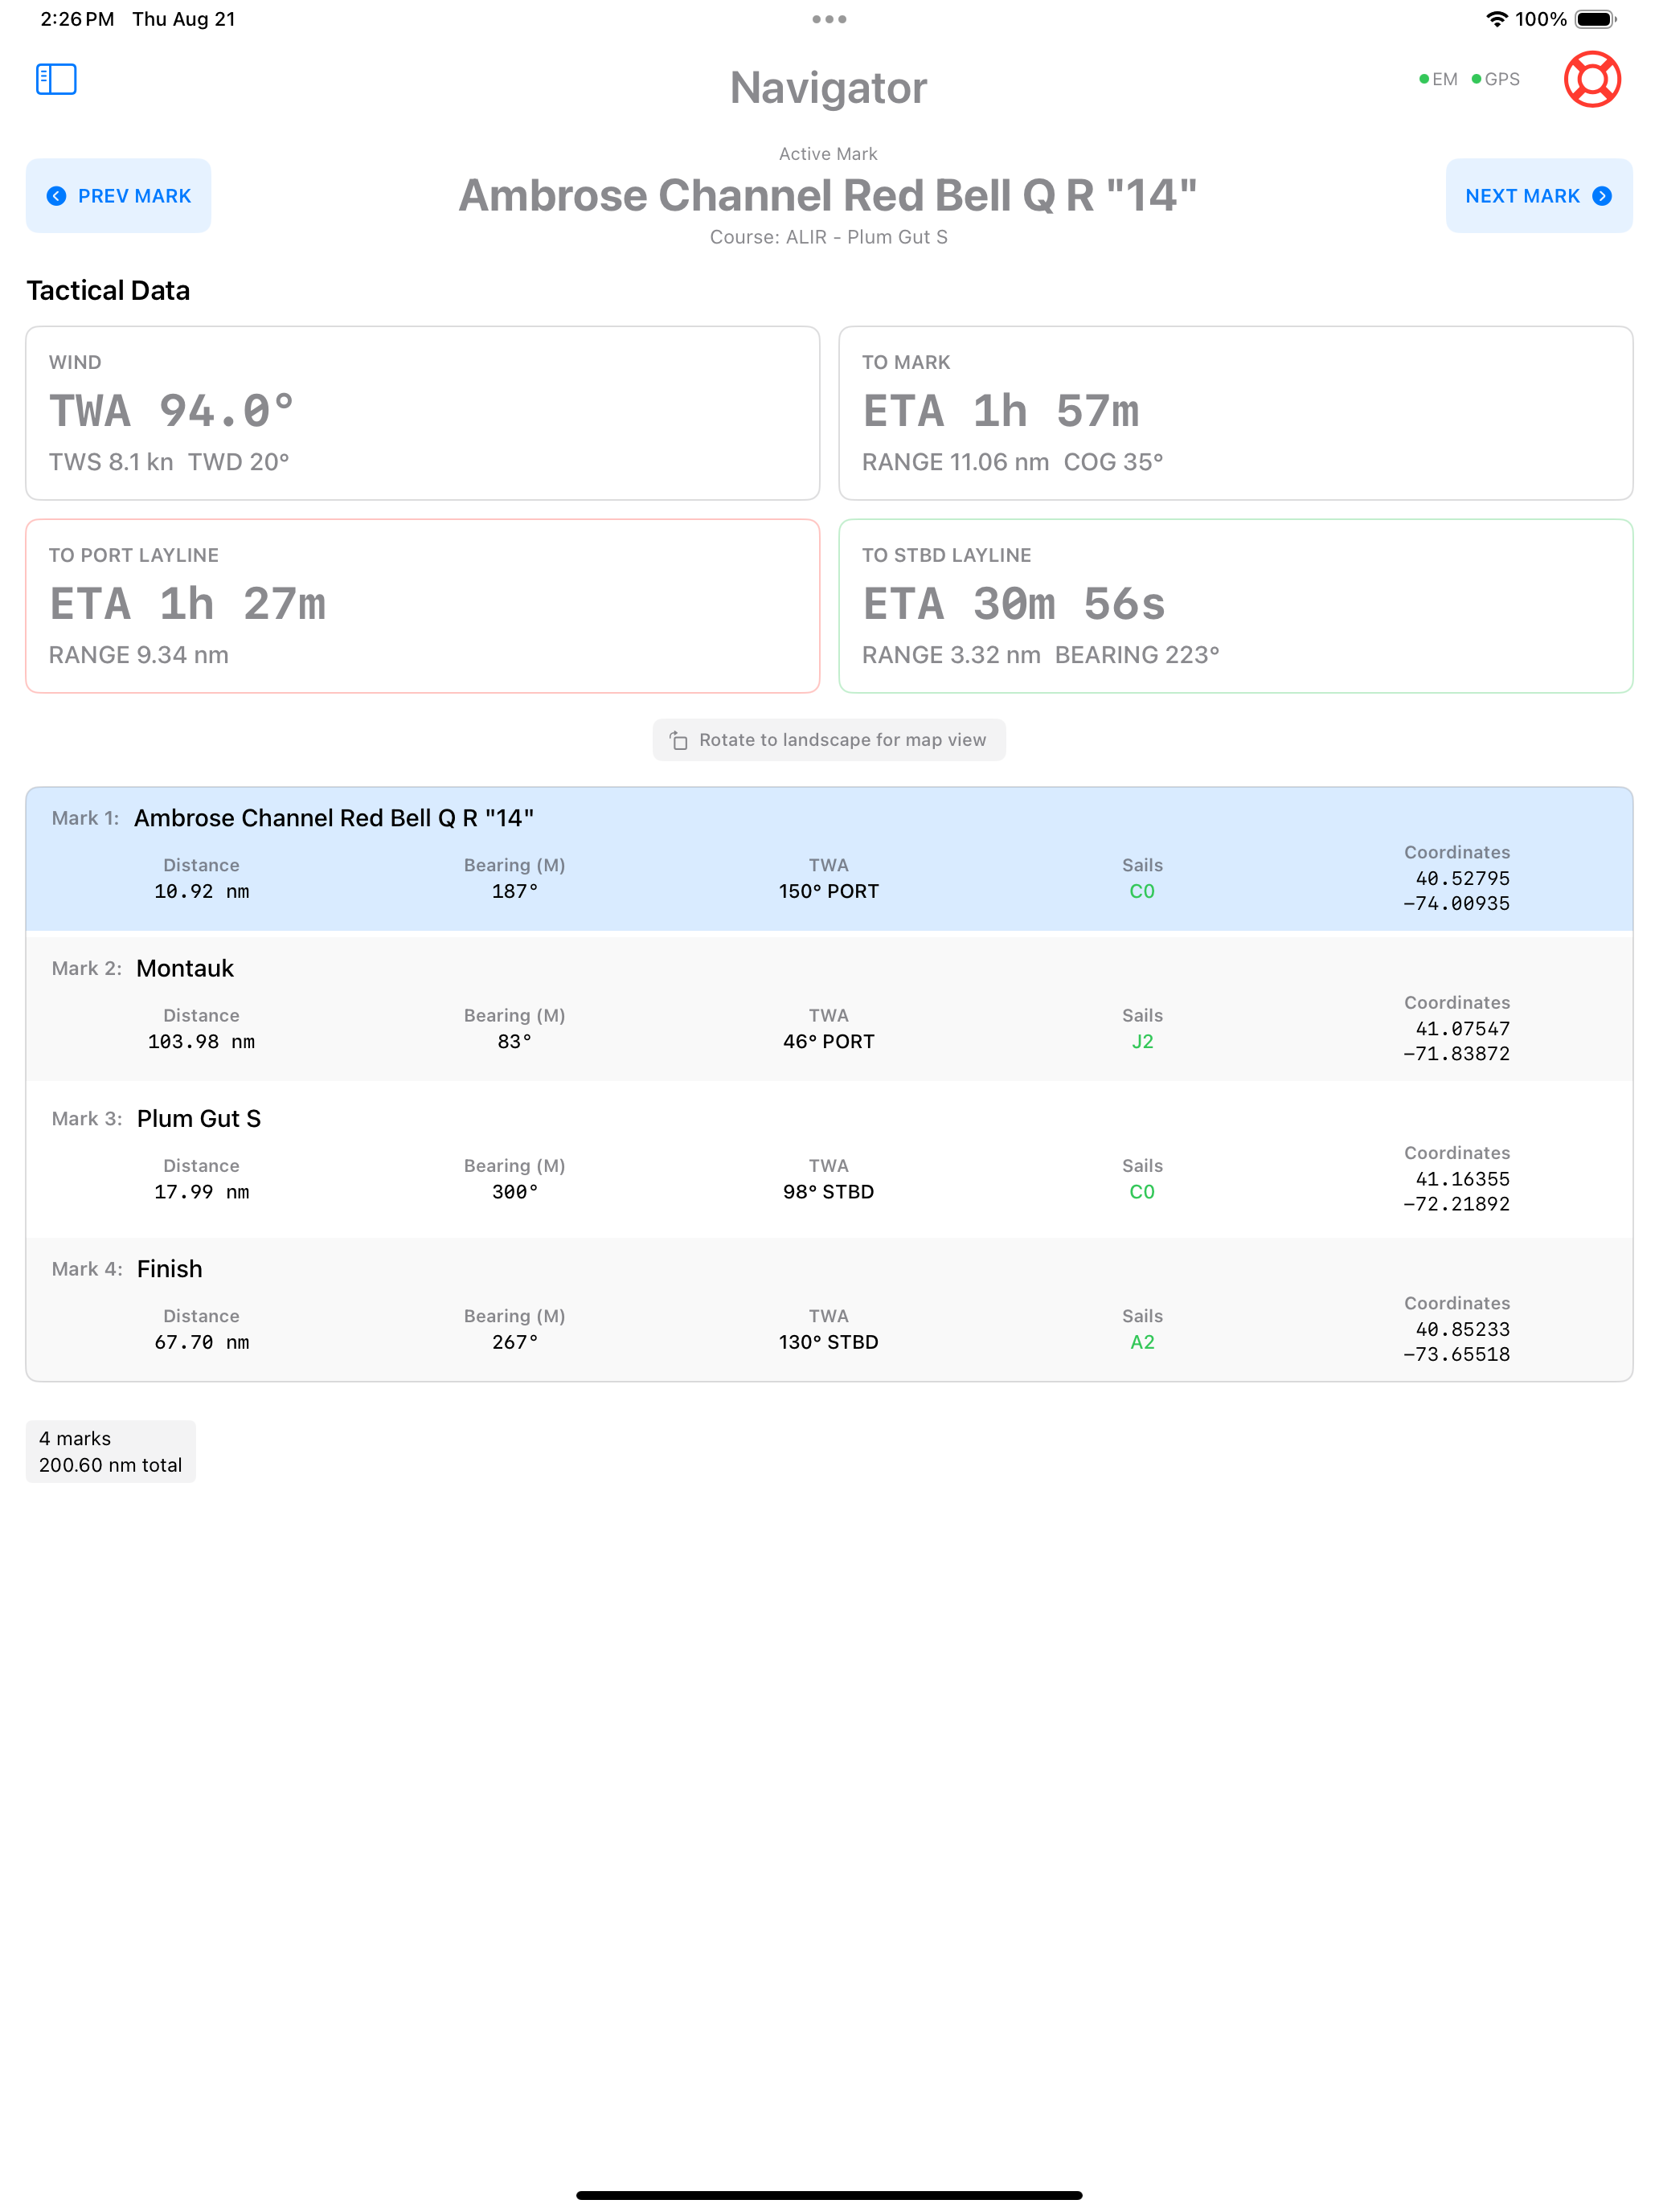 2:26 PM Thu Aug 21
100%
Navigator
EM GPS
Active Mark
PREV MARK
Ambrose Channel Red Bell Q R "14"
NEXT MARK
Course: ALIR - Plum Gut S
Tactical Data
WIND
TWA 94.0°
TWS 8.1 kn TWD 20°
TO MARK
ETA 1h 57m
RANGE 11.06 nm COG 35°
TO PORT LAYLINE
ETA 1h 27m
RANGE 9.34 nm
TO STBD LAYLINE
ETA 30m 56s
RANGE 3.32 nm BEARING 223°
Rotate to landscape for map view
Mark 1: Ambrose Channel Red Bell Q R "14"
Distance Bearing (M) TWA Sails Coordinates
10.92 nm 187° 150° PORT C0 40.52795
-74.00935
Mark 2: Montauk
Distance Bearing (M) TWA Sails Coordinates
103.98 nm 83° 46° PORT J2 41.07547
-71.83872
Mark 3: Plum Gut S
Distance Bearing (M) TWA Sails Coordinates
17.99 nm 300° 98° STBD C0 41.16355
-72.21892
Mark 4: Finish
Distance Bearing (M) TWA Sails Coordinates
67.70 nm 267° 130° STBD A2 40.85233
-73.65518
4 marks
200.60 nm total